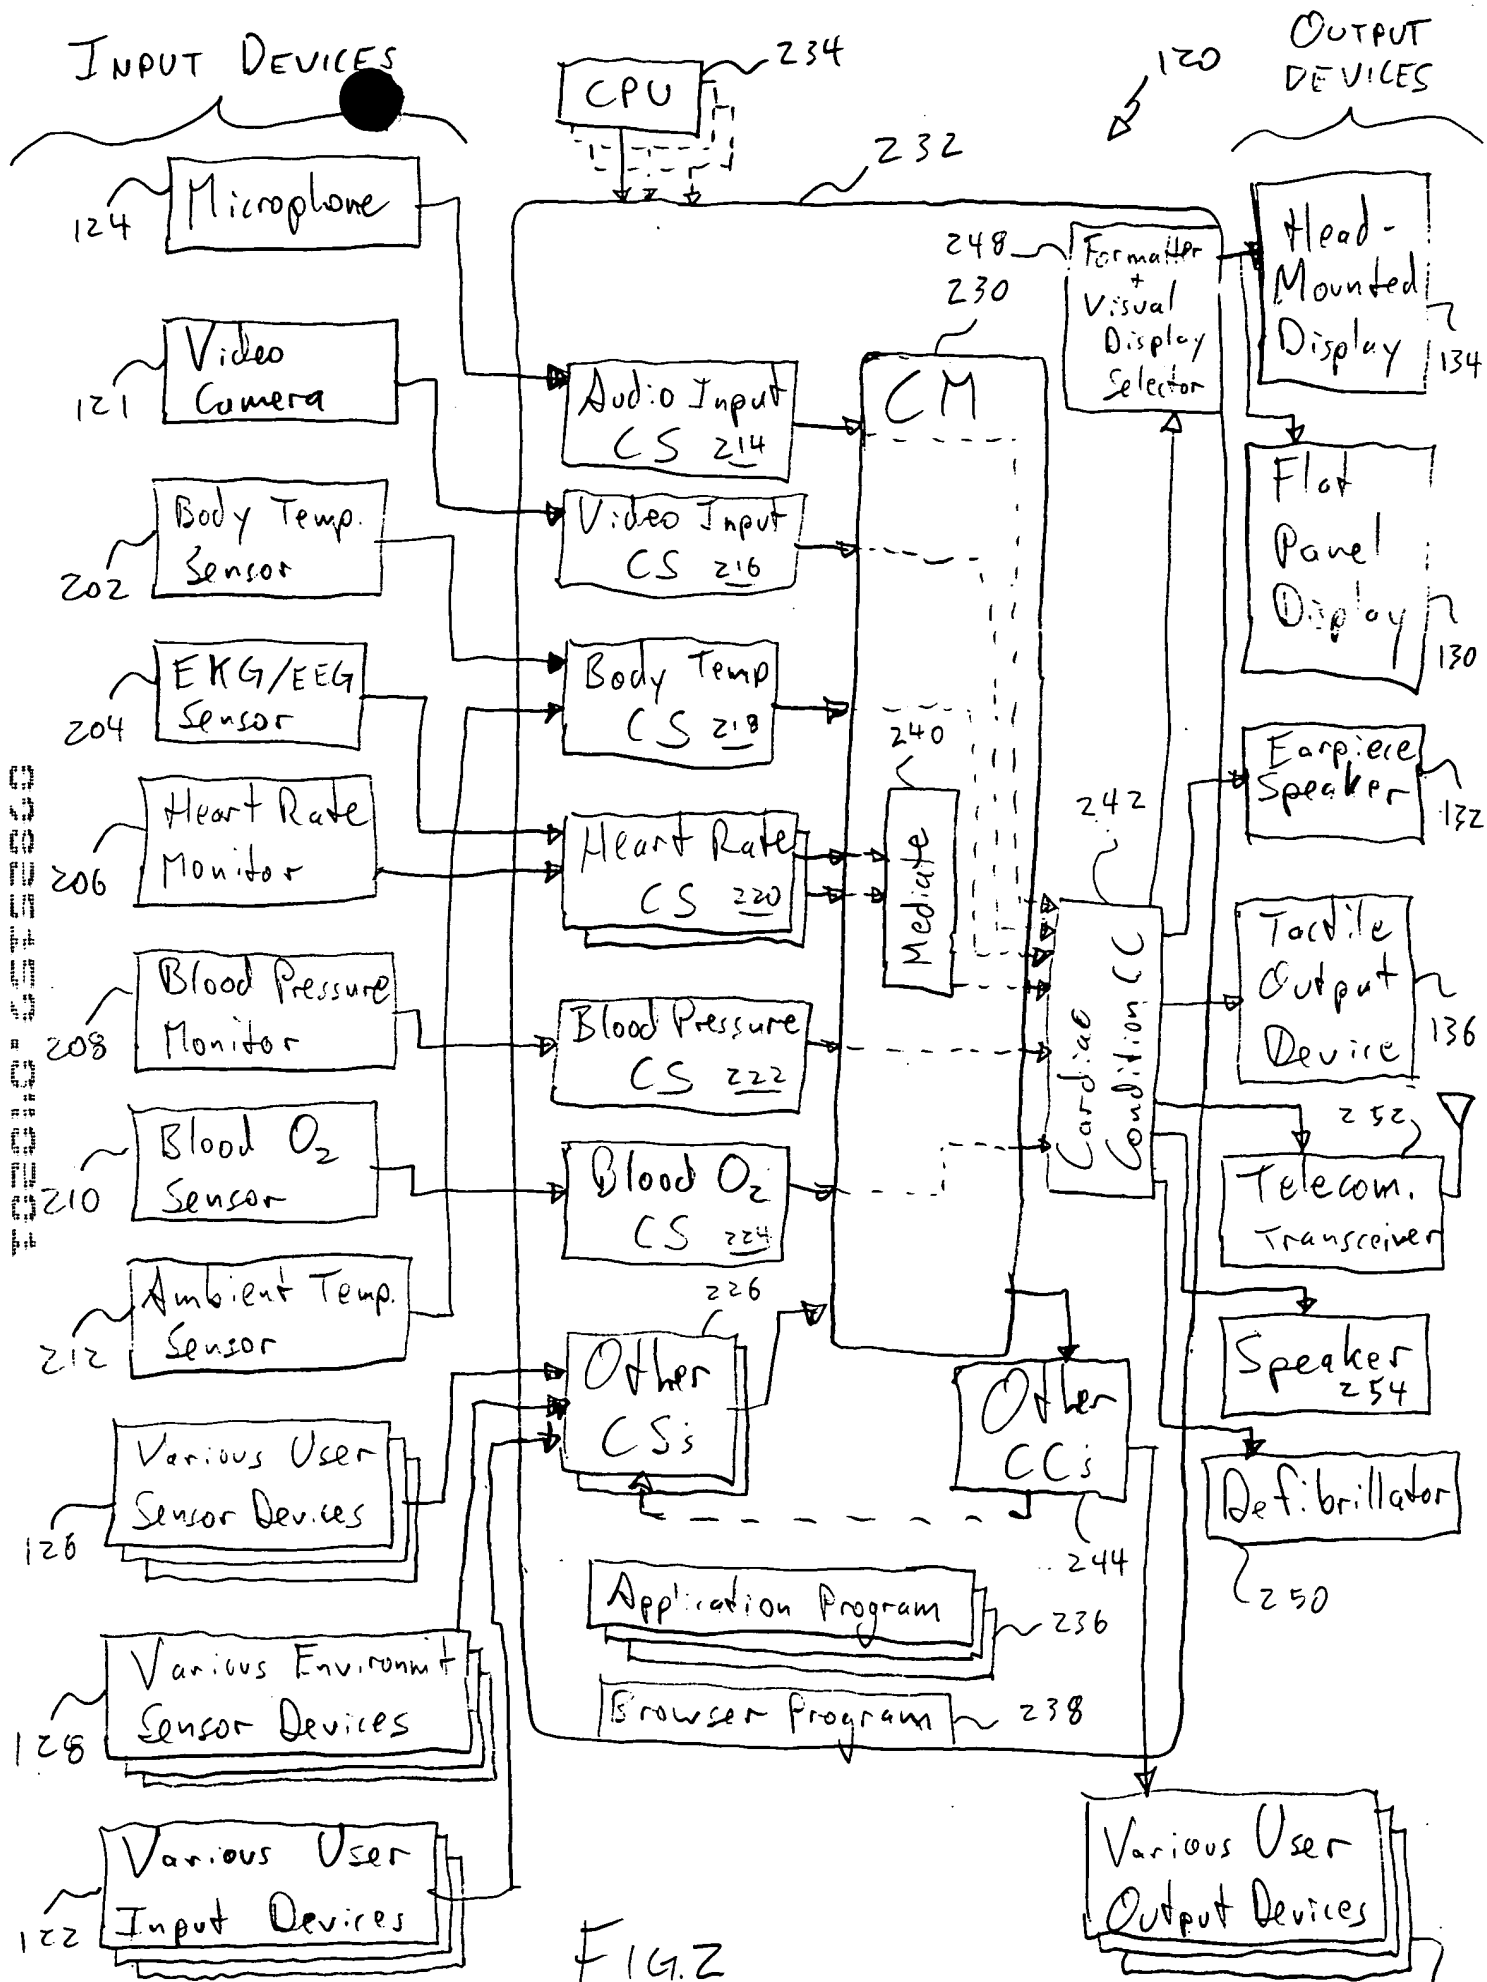 INPUT DEVICES
OUTPUT
DEVICES
CPU
234
120
232
Microphone
124
Video
Camera
121
Body Temp.
Sensor
202
EKG/EEG
Sensor
204
Heart Rate
Monitor
206
Blood Pressure
Monitor
208
Blood O2
Sensor
210
Ambient Temp.
Sensor
212
Various User
Sensor Devices
126
Various Environmt
Sensor Devices
128
Various User
Input Devices
122
Audio Input
CS 214
Video Input
CS 216
Body Temp
CS 218
Heart Rate
CS 220
Blood Pressure
CS 222
Blood O2
CS 224
226
Other
CSs
230
CM
240
Mediate
242
Cardiac
Condition CC
Other
CCs
244
Application Program
236
Browser Program
238
248
Formatter
+
Visual
Display
Selector
Head-
Mounted
Display
134
Flat
Panel
Display
130
Earpiece
Speaker
132
Tactile
Output
Device
136
252
Telecom.
Transceiver
Speaker
254
Defibrillator
250
Various User
Output Devices
FIG. 2